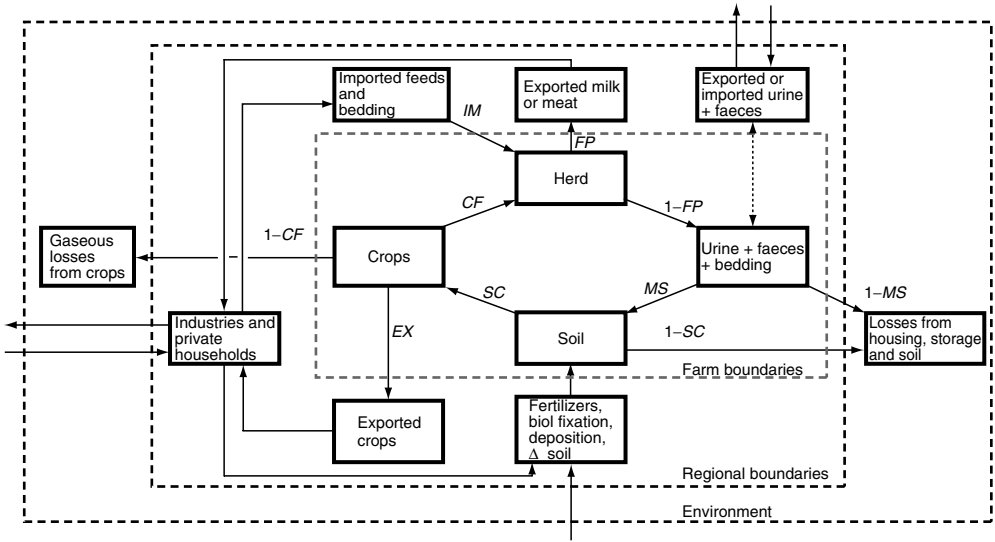 Imported feeds
and
bedding
IM
Exported milk
or meat
Exported or
imported urine
+ faeces
FP
Herd
CF
1–FP
1–CF
Gaseous
losses
from crops
Crops
Urine + faeces
+ bedding
SC
MS
1–MS
Industries and
private
households
EX
Soil
1–SC
Losses from
housing, storage
and soil
Farm boundaries
Exported
crops
Fertilizers,
biol fixation,
deposition,
Δ soil
Regional boundaries
Environment